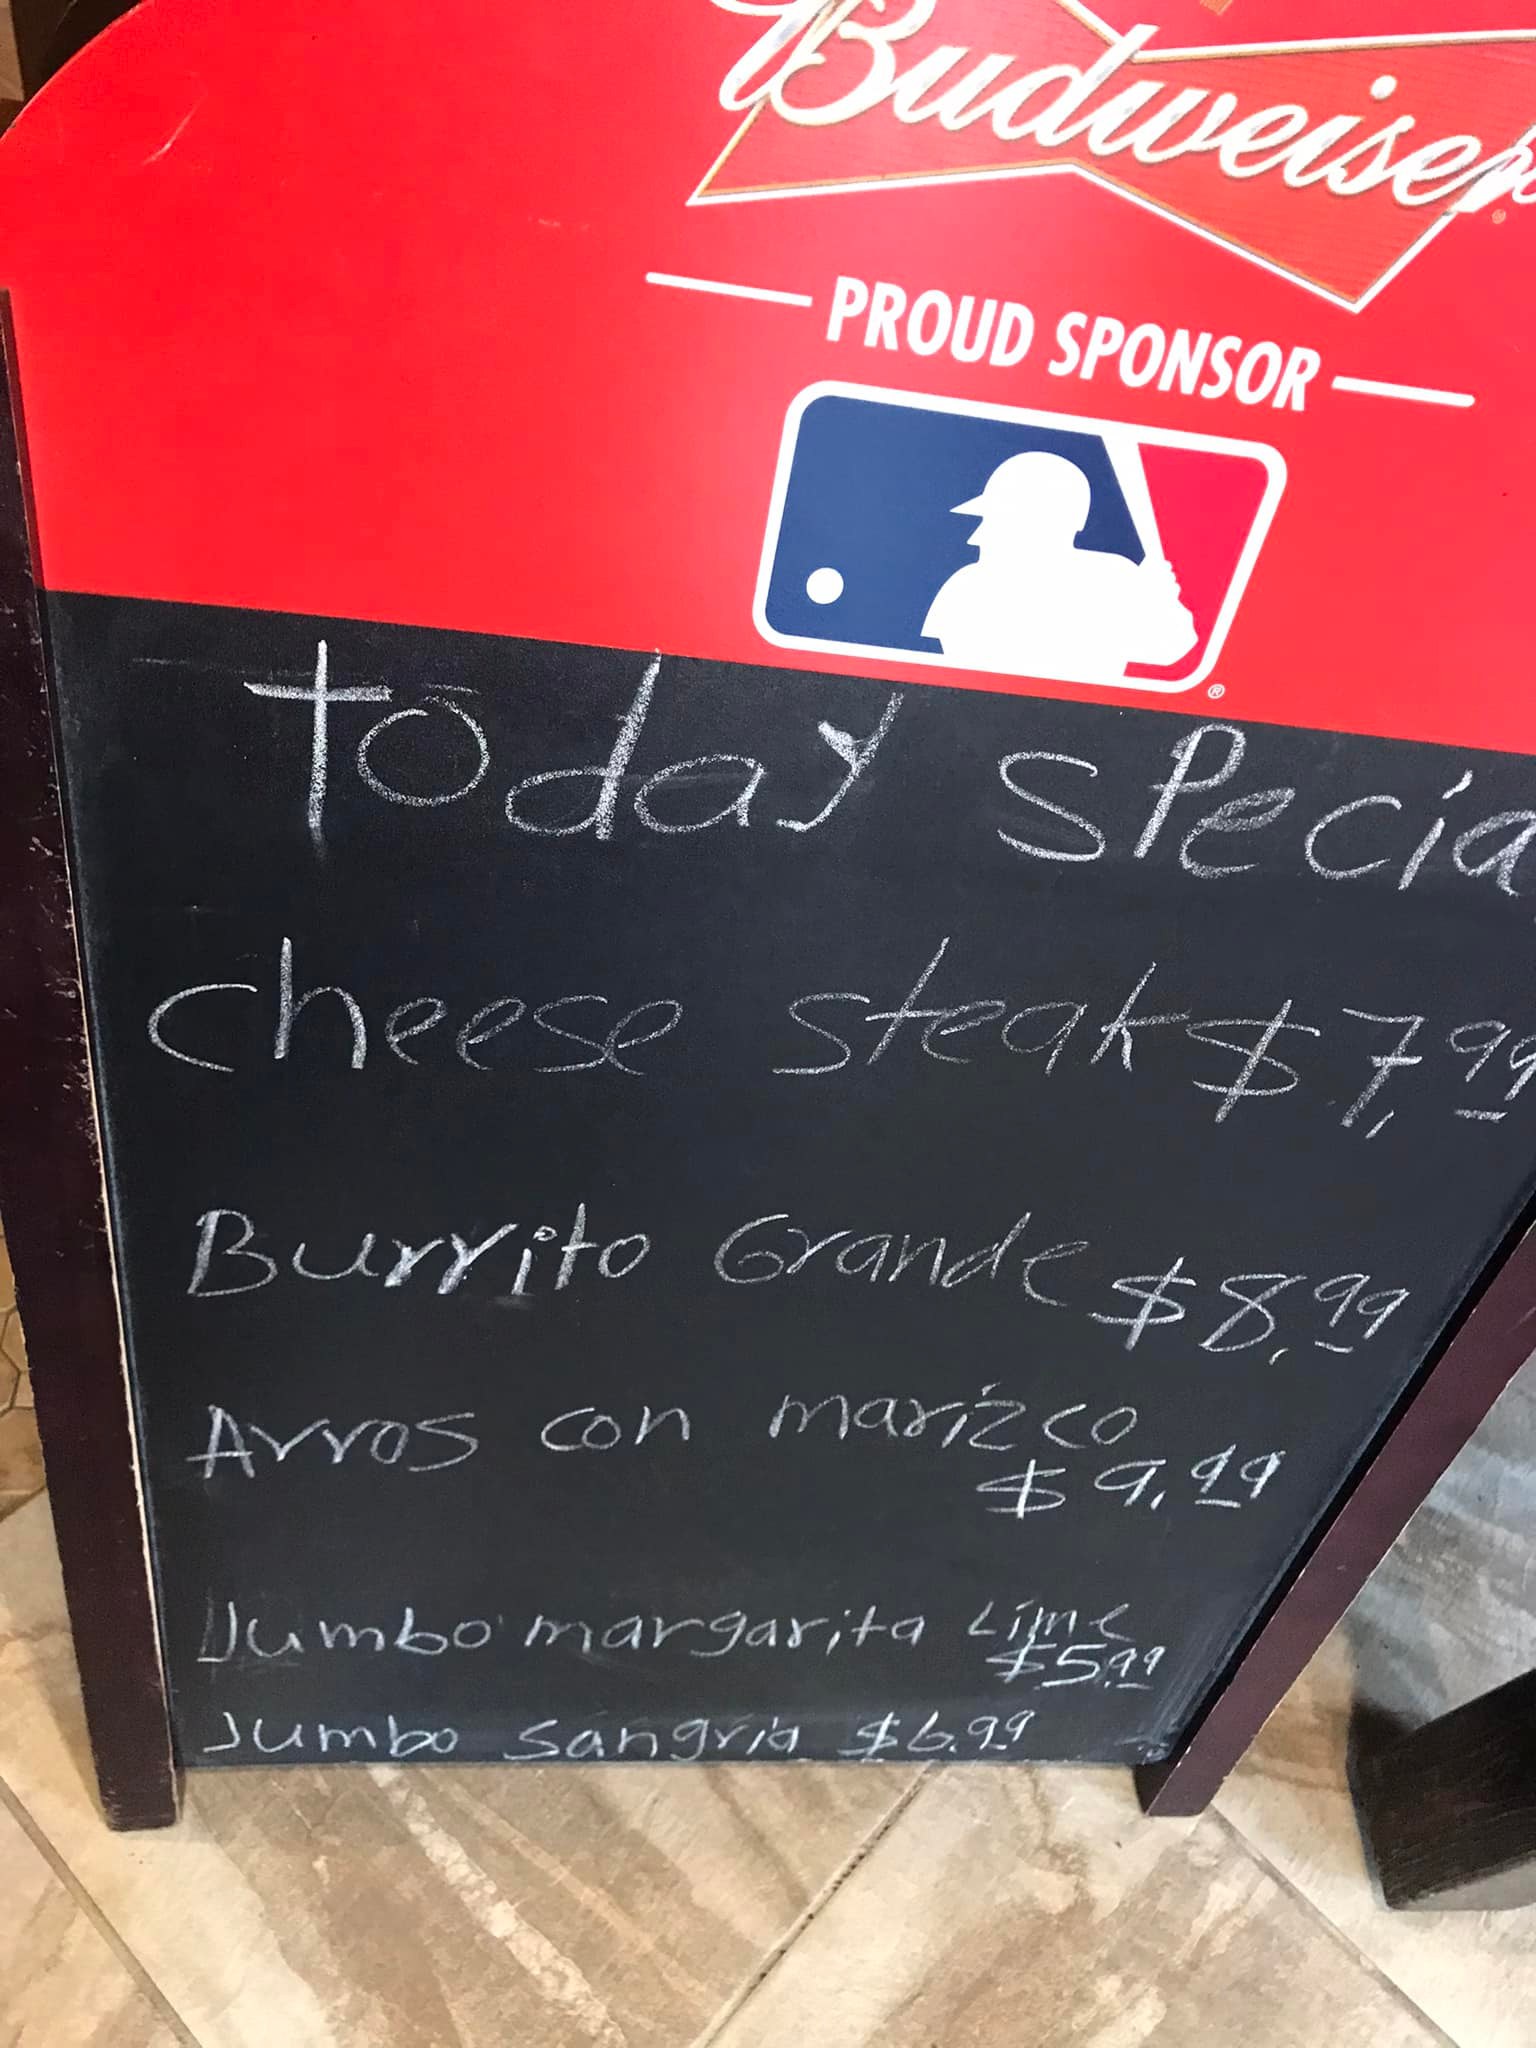 Budweiser
PROUD SPONSOR
®
Today Specia
cheese steak $7.99
Burrito Grande $8.99
Arros con marizco
$9.99
Jumbo margarita Lime
$5.99
Jumbo sangria $6.99